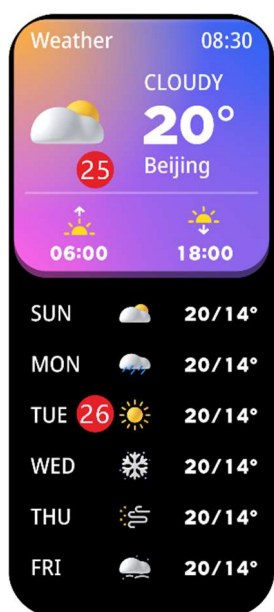 Weather 08:30
CLOUDY
20°
25
Beijing
06:00 18:00
SUN 20/14°
MON 20/14°
TUE 26 20/14°
WED 20/14°
THU 20/14°
FRI 20/14°